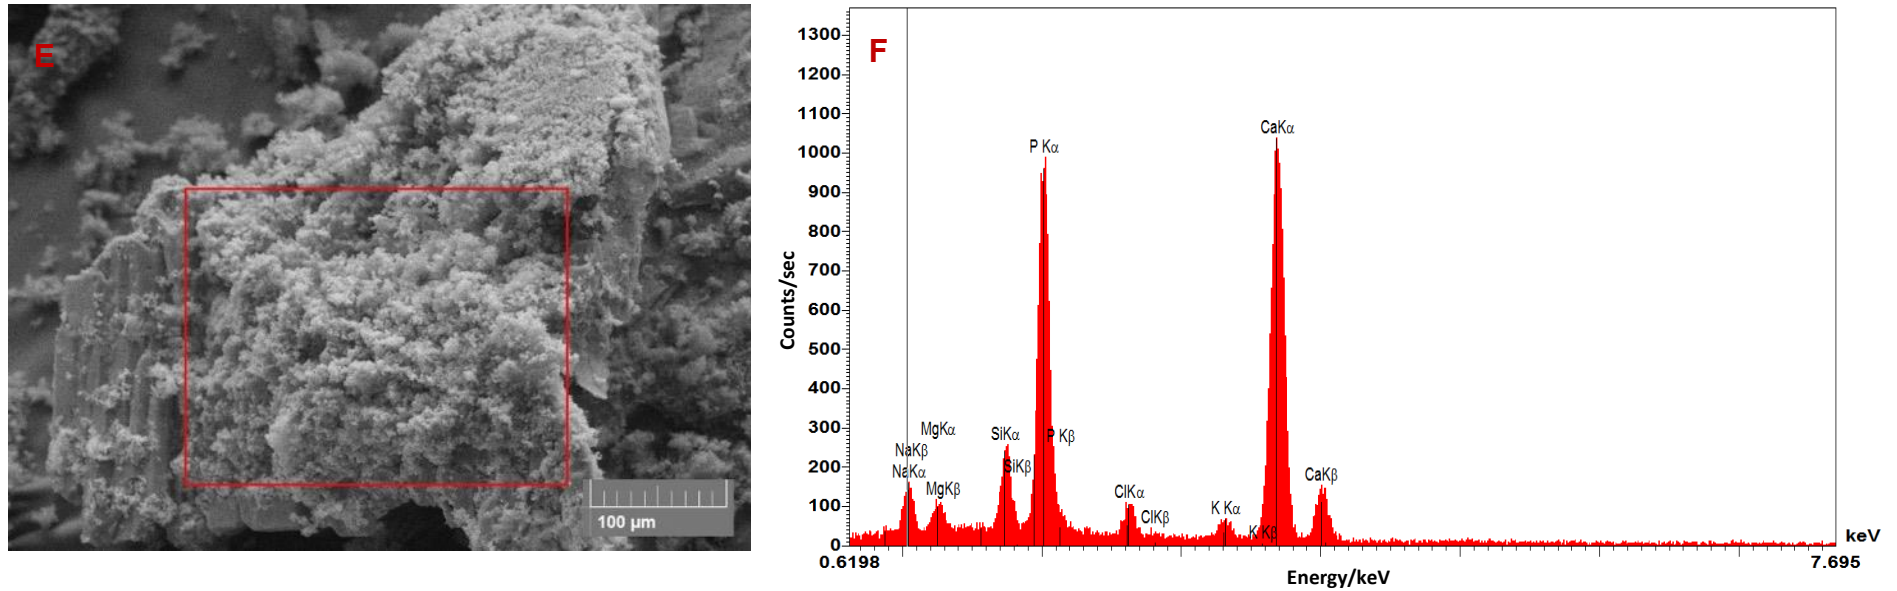 E
100 µm
F
Counts/sec
1300
1200
1100
1000
900
800
700
600
500
400
300
200
100
0
CaKα
P Kα
MgKα
NaKβ
NaKα
MgKβ
SiKα
SiKβ
P Kβ
ClKα
ClKβ
K Kα
K Kβ
CaKβ
keV
0.6198
7.695
Energy/keV